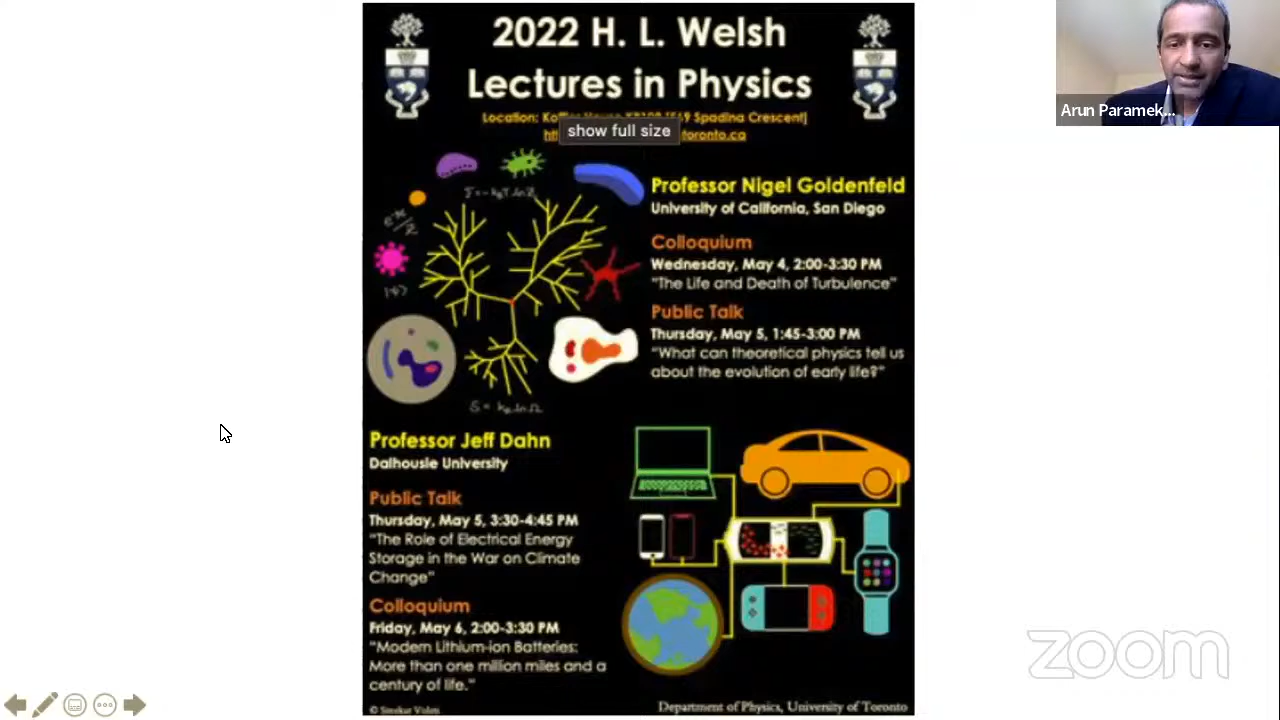 2022 H. L. Welsh
Lectures in Physics
Location: Spadina Crescent]
show full size
toronto.ca
Professor Nigel Goldenfeld
University of California, San Diego
Colloquium
Wednesday, May 4, 2:00-3:30 PM
"The Life and Death of Turbulence"
Public Talk
Thursday, May 5, 1:45-3:00 PM
"What can theoretical physics tell us
about the evolution of early life?"
Professor Jeff Dahn
Dalhousie University
Public Talk
Thursday, May 5, 3:30-4:45 PM
"The Role of Electrical Energy
Storage in the War on Climate
Change"
Colloquium
Friday, May 6, 2:00-3:30 PM
"Modern Lithium-ion Batteries:
More than one million miles and a
century of life."
Department of Physics, University of Toronto
Arun Paramek...
zoom